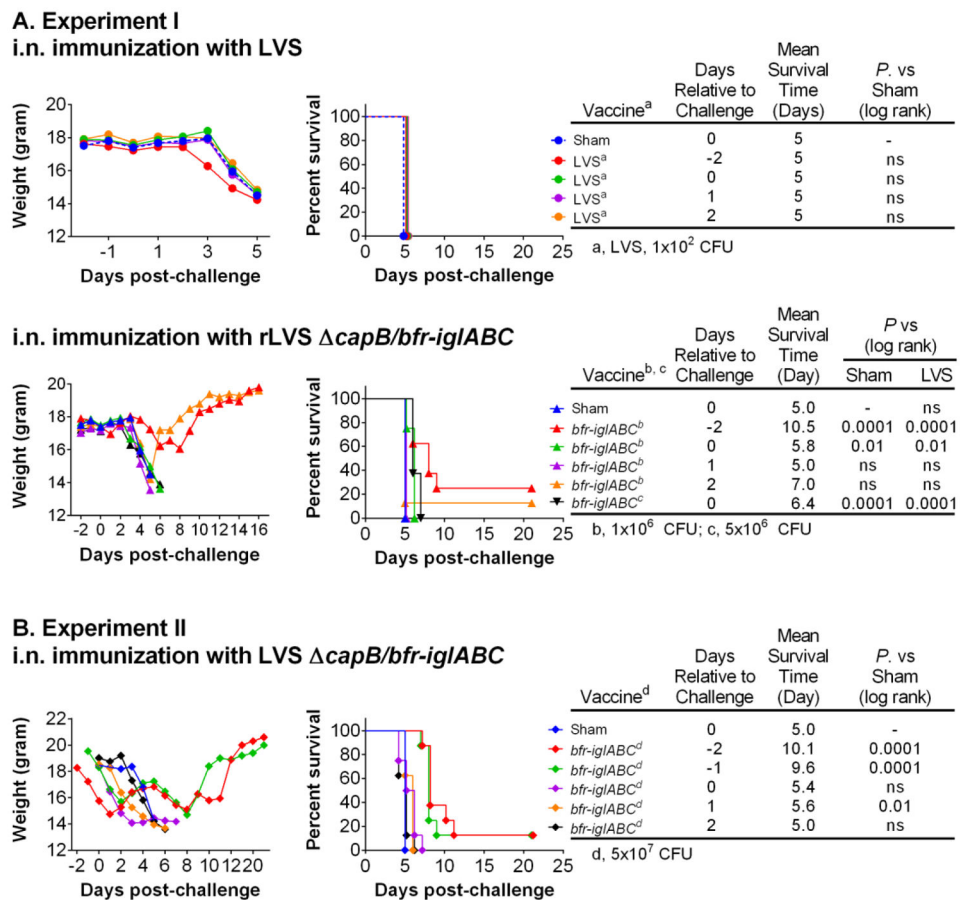 A. Experiment I
i.n. immunization with LVS
Weight (gram)
20
18
16
14
12
-1 1 3 5
Days post-challenge
Percent survival
100
80
60
40
20
0
0 5 10 15 20 25
Days post-challenge
Vaccineᵃ Days Relative to Challenge Mean Survival Time (Days) P. vs Sham (log rank)
Sham 0 5 -
LVSᵃ -2 5 ns
LVSᵃ 0 5 ns
LVSᵃ 1 5 ns
LVSᵃ 2 5 ns
a, LVS, 1x10² CFU
i.n. immunization with rLVS ΔcapB/bfr-iglABC
Weight (gram)
22
20
18
16
14
12
-2 0 2 4 6 8 10 12 14 16
Days post-challenge
Percent survival
100
80
60
40
20
0
0 5 10 15 20 25
Days post-challenge
Vaccineᵇ, ᶜ Days Relative to Challenge Mean Survival Time (Day) P vs (log rank) Sham LVS
Sham 0 5.0 - ns
bfr-iglABCᵇ -2 10.5 0.0001 0.0001
bfr-iglABCᵇ 0 5.8 0.01 0.01
bfr-iglABCᵇ 1 5.0 ns ns
bfr-iglABCᵇ 2 7.0 ns ns
bfr-iglABCᶜ 0 6.4 0.0001 0.0001
b, 1x10⁶ CFU; c, 5x10⁶ CFU
B. Experiment II
i.n. immunization with LVS ΔcapB/bfr-iglABC
Weight (gram)
22
20
18
16
14
12
-2 0 2 4 6 8 10 12 20
Days post-challenge
Percent survival
100
80
60
40
20
0
0 5 10 15 20 25
Days post-challenge
Vaccineᵈ Days Relative to Challenge Mean Survival Time (Day) P. vs Sham (log rank)
Sham 0 5.0 -
bfr-iglABCᵈ -2 10.1 0.0001
bfr-iglABCᵈ -1 9.6 0.0001
bfr-iglABCᵈ 0 5.4 ns
bfr-iglABCᵈ 1 5.6 0.01
bfr-iglABCᵈ 2 5.0 ns
d, 5x10⁷ CFU